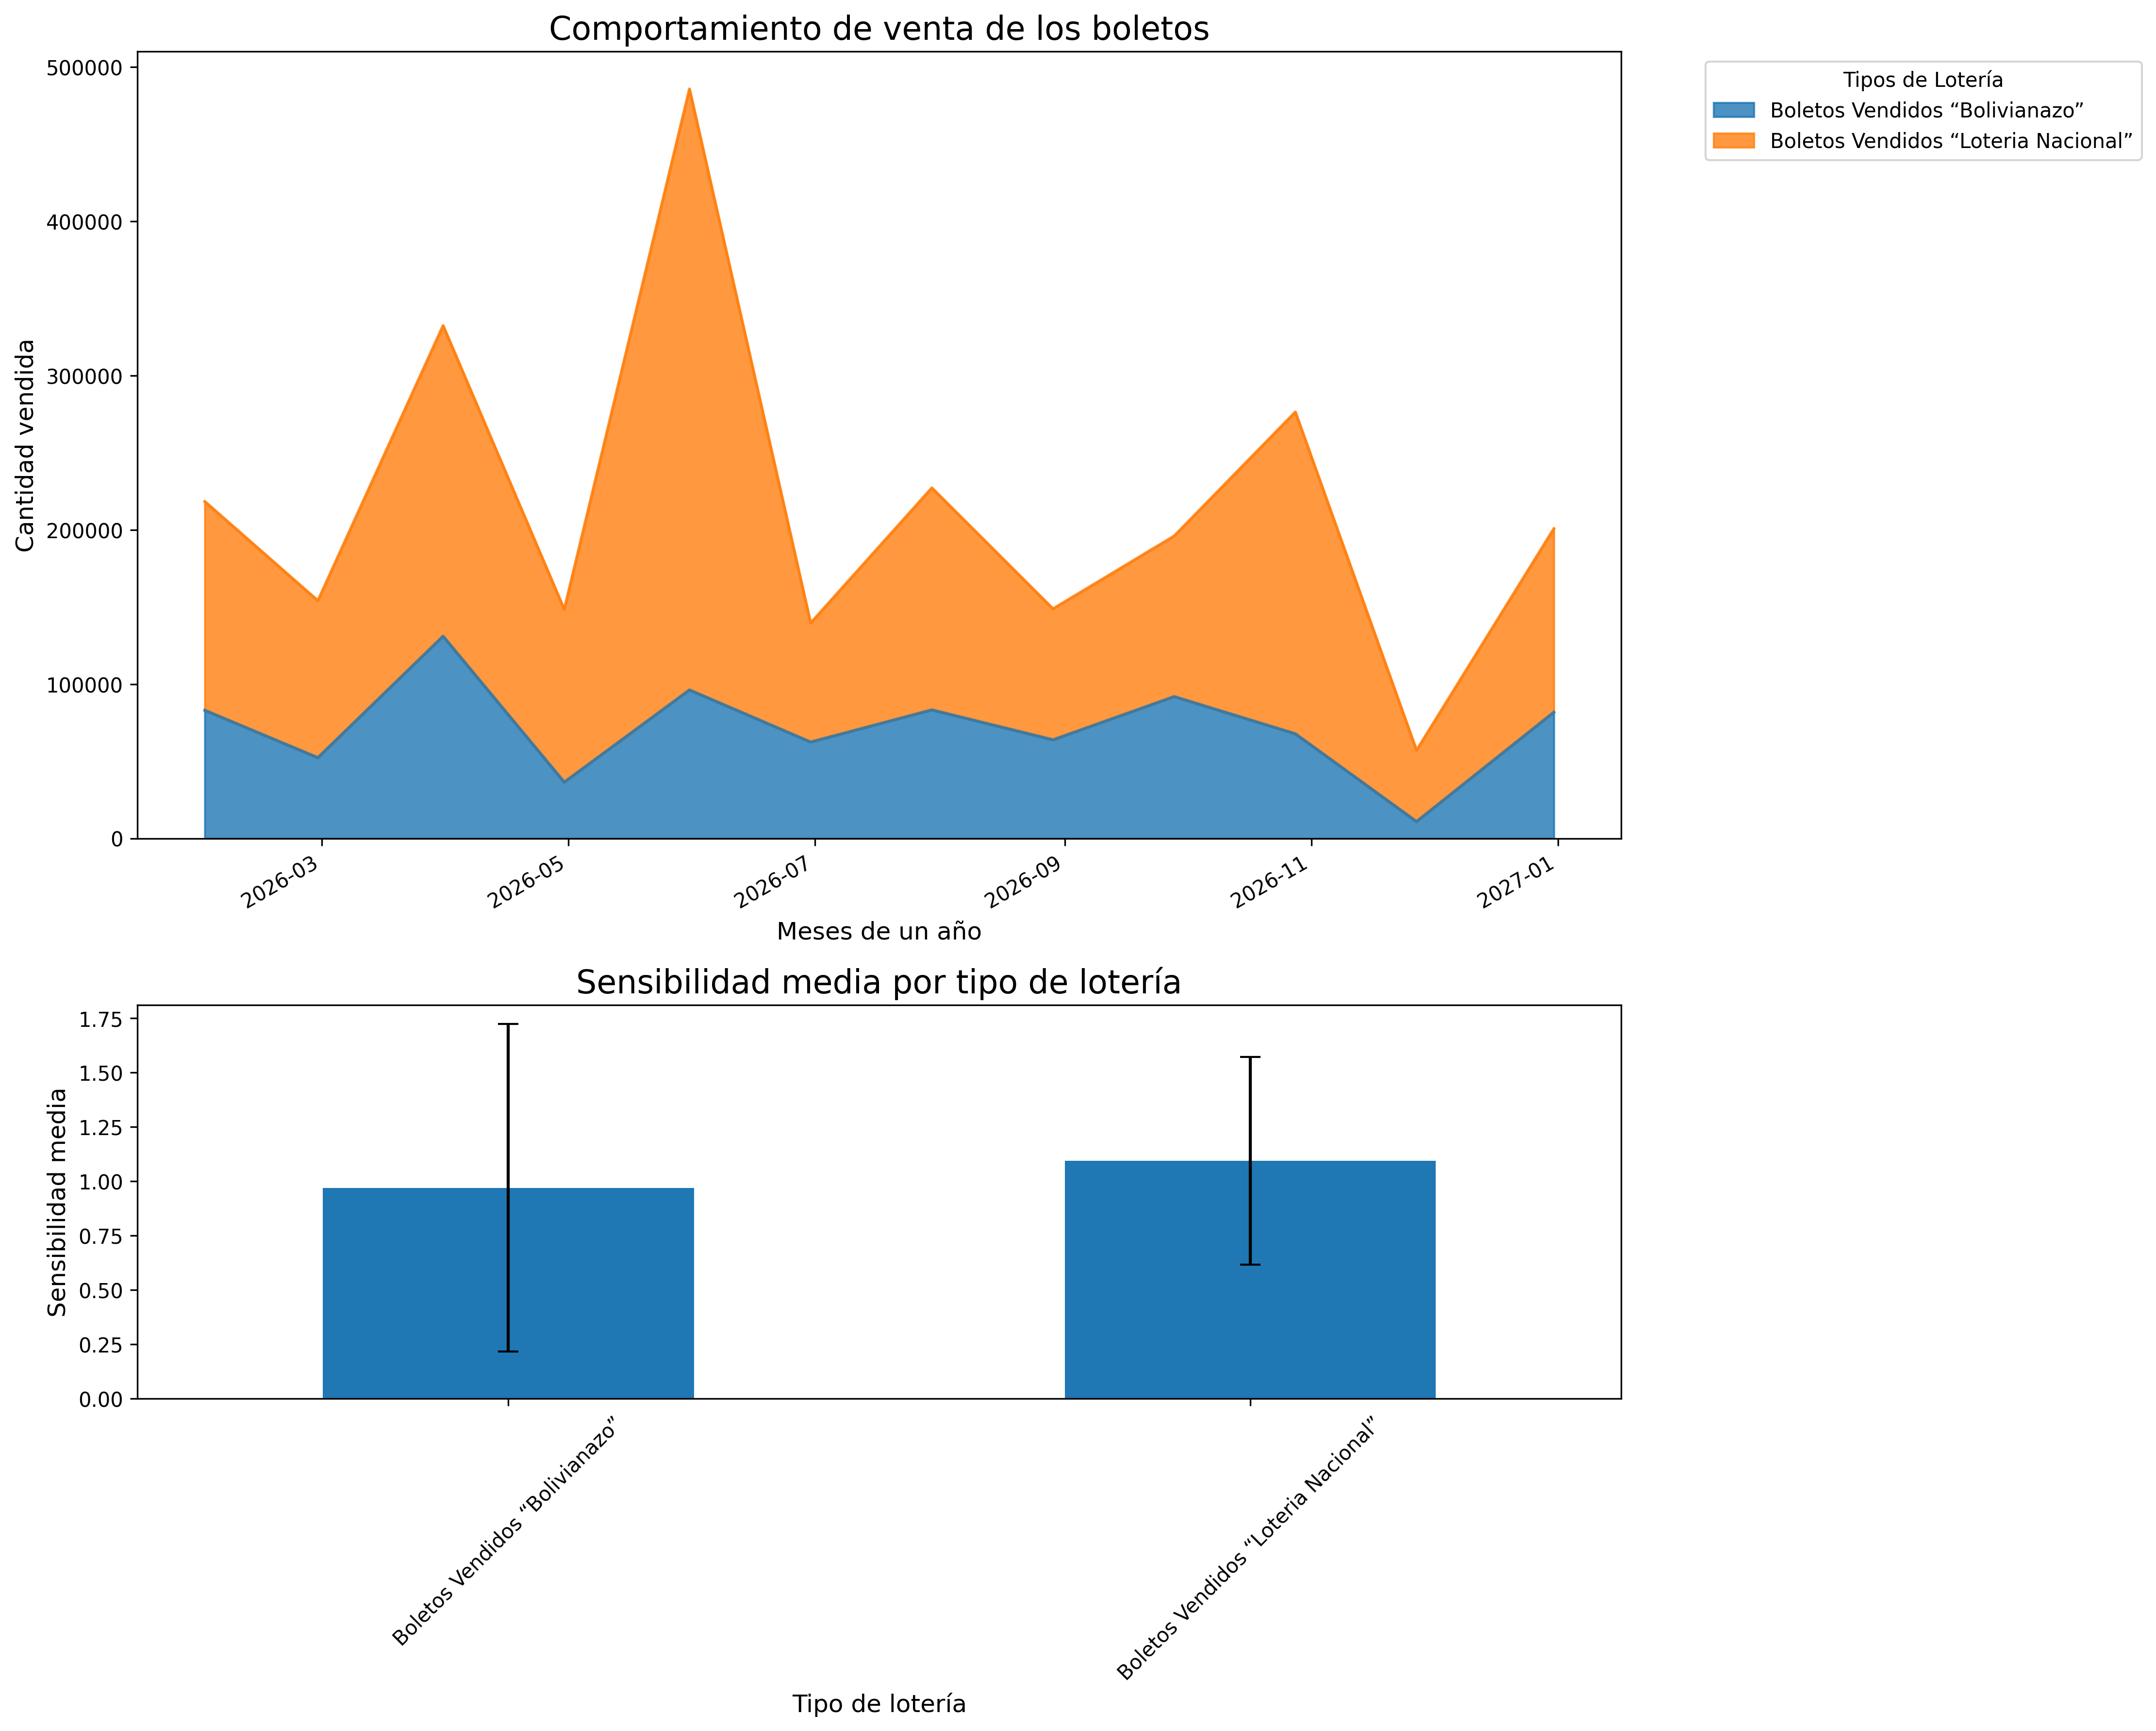 Comportamiento de venta de los boletos
500000
400000
300000
200000
100000
0
Cantidad vendida
2026-03
2026-05
2026-07
2026-09
2026-11
2027-01
Meses de un año
Tipos de Lotería
Boletos Vendidos “Bolivianazo”
Boletos Vendidos “Loteria Nacional”
Sensibilidad media por tipo de lotería
1.75
1.50
1.25
1.00
0.75
0.50
0.25
0.00
Sensibilidad media
Boletos Vendidos “Bolivianazo”
Boletos Vendidos “Loteria Nacional”
Tipo de lotería